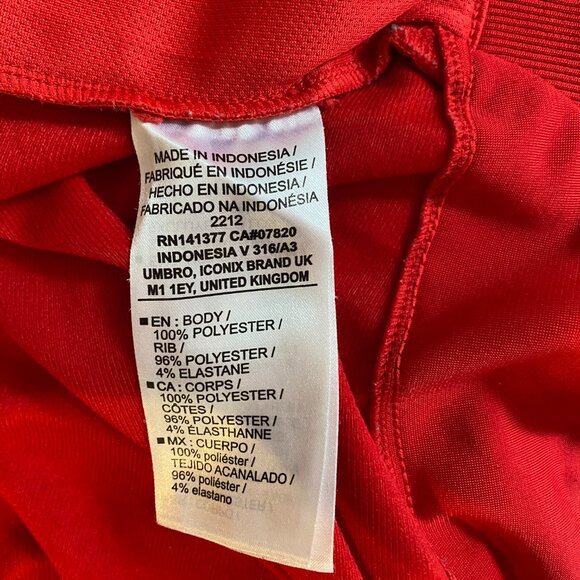 MADE IN INDONESIA /
FABRIQUÉ EN INDONÉSIE /
HECHO EN INDONESIA /
FABRICADO NA INDONÉSIA
2212
RN141377 CA#07820
INDONESIA V 316/A3
UMBRO, ICONIX BRAND UK
M1 1EY, UNITED KINGDOM
■ EN : BODY /
100% POLYESTER /
RIB /
96% POLYESTER /
4% ELASTANE
■ CA : CORPS /
100% POLYESTER /
CÔTES /
96% POLYESTER /
4% ÉLASTHANNE
■ MX : CUERPO /
100% poliéster /
TEJIDO ACANALADO /
96% poliéster /
4% elastano